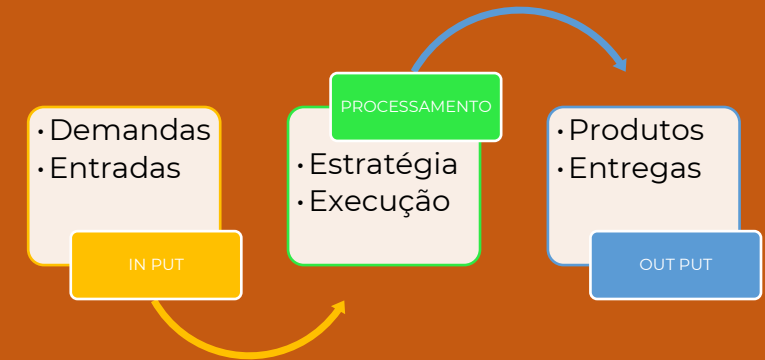 ·Demandas
·Entradas
IN PUT
PROCESSAMENTO
·Estratégia
·Execução
·Produtos
·Entregas
OUT PUT